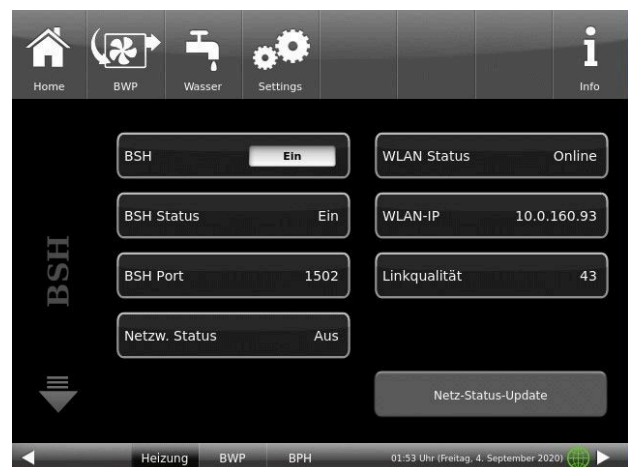 Home BWP Wasser Settings Info
BSH Ein
WLAN Status Online
BSH Status Ein
WLAN-IP 10.0.160.93
BSH
BSH Port 1502
Linkqualität 43
Netzw. Status Aus
Netz-Status-Update
Heizung BWP BPH 01:53 Uhr (Freitag, 4. September 2020)